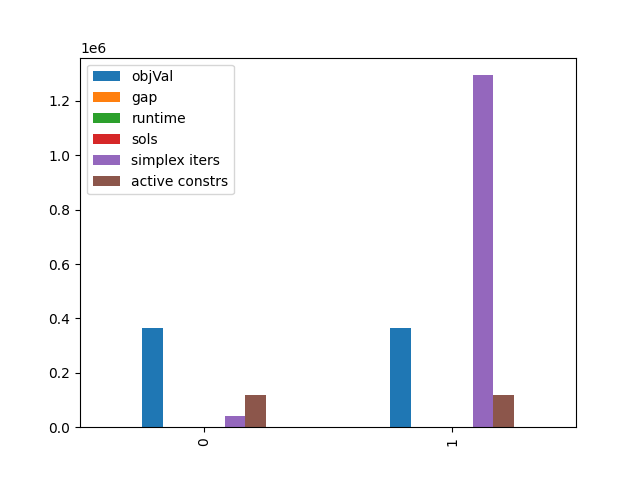 1e6
objVal
gap
runtime
sols
simplex iters
active constrs
1.2
1.0
0.8
0.6
0.4
0.2
0.0
0
1